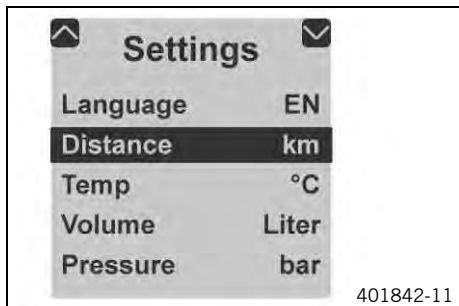 Settings
Language EN
Distance km
Temp °C
Volume Liter
Pressure bar
401842-11